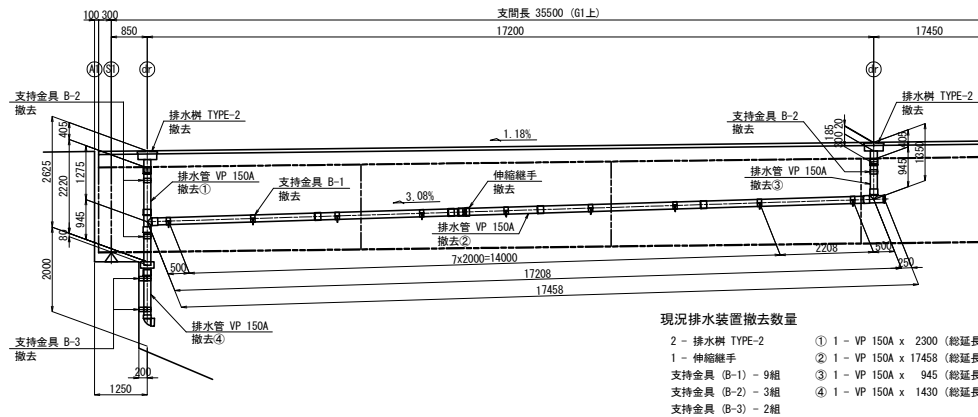 支間長 35500 (G1上)
100 300
850
17200
17450
A1
S1
dr
dr
支持金具 B-2
撤去
排水桝 TYPE-2
撤去
支持金具 B-2
撤去
排水桝 TYPE-2
撤去
1.18%
405
2625
2220
1275
945
80
2000
排水管 VP 150A
撤去①
支持金具 B-1
撤去
3.08%
伸縮継手
撤去
排水管 VP 150A
撤去②
排水管 VP 150A
撤去③
20
185
300
405
945
1350
500
7x2000=14000
2208
500
250
17208
17458
排水管 VP 150A
撤去④
支持金具 B-3
撤去
200
1250
現況排水装置撤去数量
2 - 排水桝 TYPE-2
1 - 伸縮継手
支持金具 (B-1) - 9組
支持金具 (B-2) - 3組
支持金具 (B-3) - 2組
① 1 - VP 150A x 2300 (総延長
② 1 - VP 150A x 17458 (総延長
③ 1 - VP 150A x 945 (総延長
④ 1 - VP 150A x 1430 (総延長